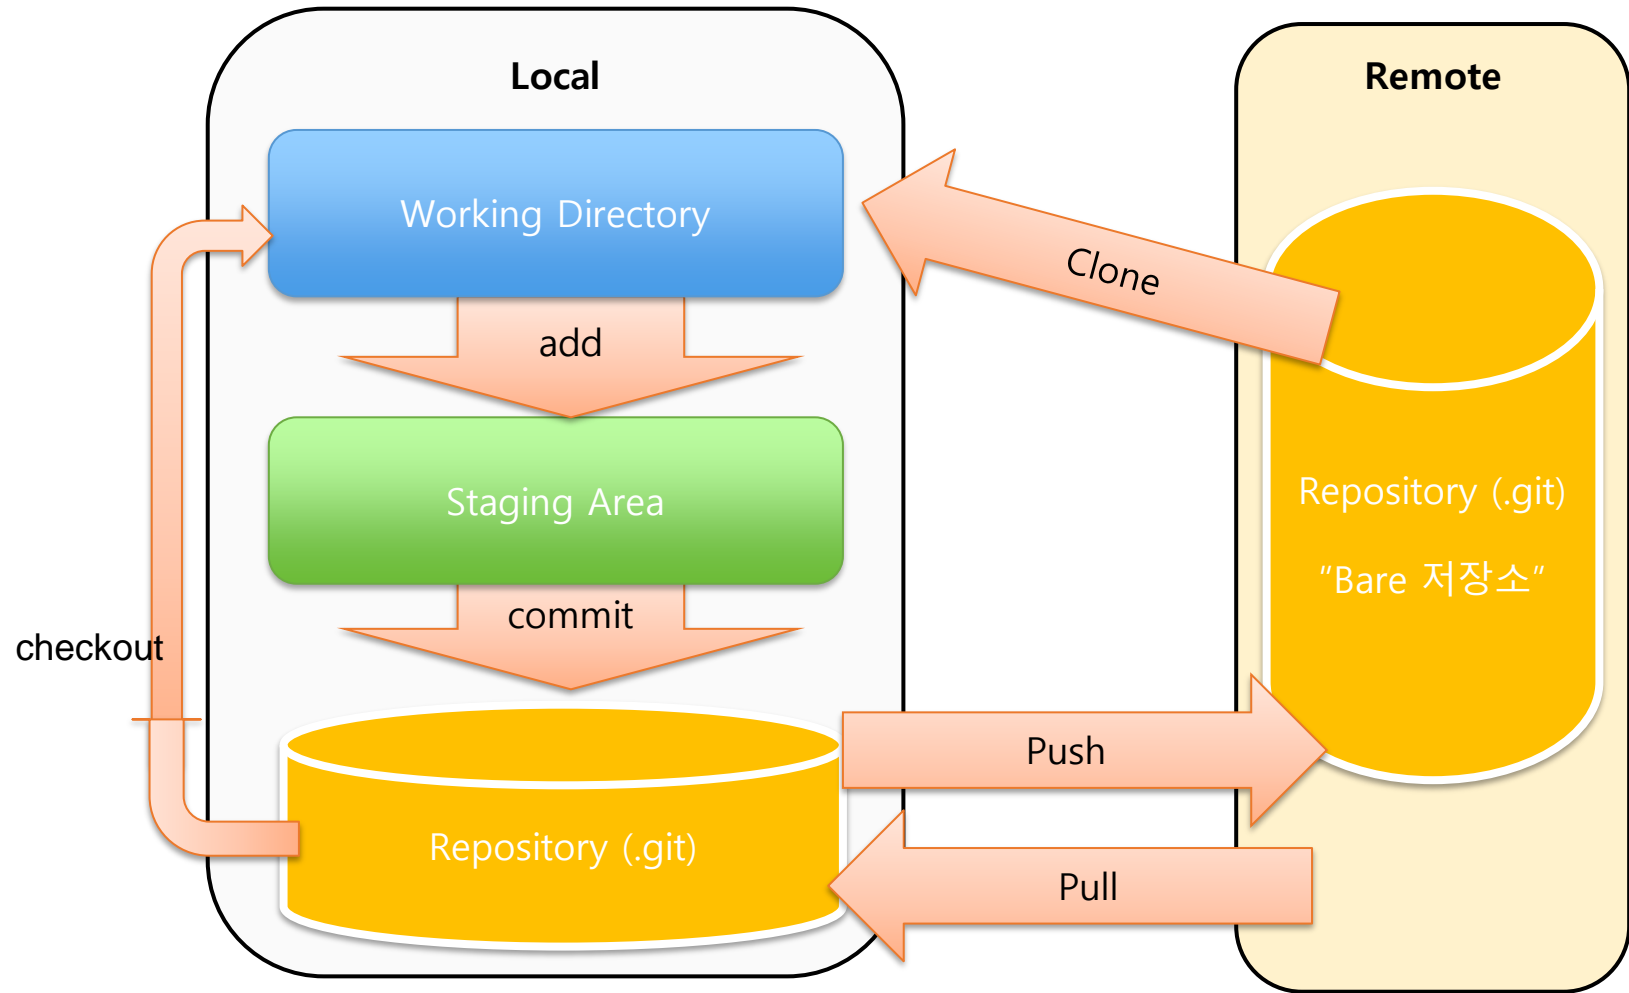 Local
Remote
Working Directory
Clone
add
Staging Area
Repository (.git)
“Bare 저장소”
commit
checkout
Push
Repository (.git)
Pull